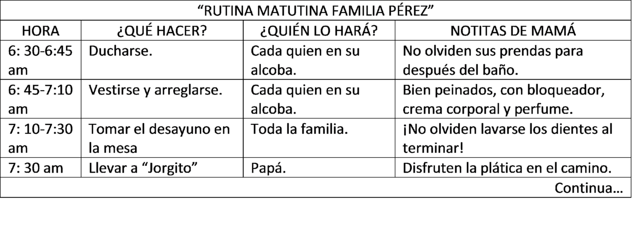 “RUTINA MATUTINA FAMILIA PÉREZ”
HORA ¿QUÉ HACER? ¿QUIÉN LO HARÁ? NOTITAS DE MAMÁ
6: 30-6:45 Ducharse. Cada quien en su No olviden sus prendas para
am alcoba. después del baño.
6: 45-7:10 Vestirse y arreglarse. Cada quien en su Bien peinados, con bloqueador,
am alcoba. crema corporal y perfume.
7: 10-7:30 Tomar el desayuno en Toda la familia. ¡No olviden lavarse los dientes al
am la mesa terminar!
7: 30 am Llevar a “Jorgito” Papá. Disfruten la plática en el camino.
Continua...